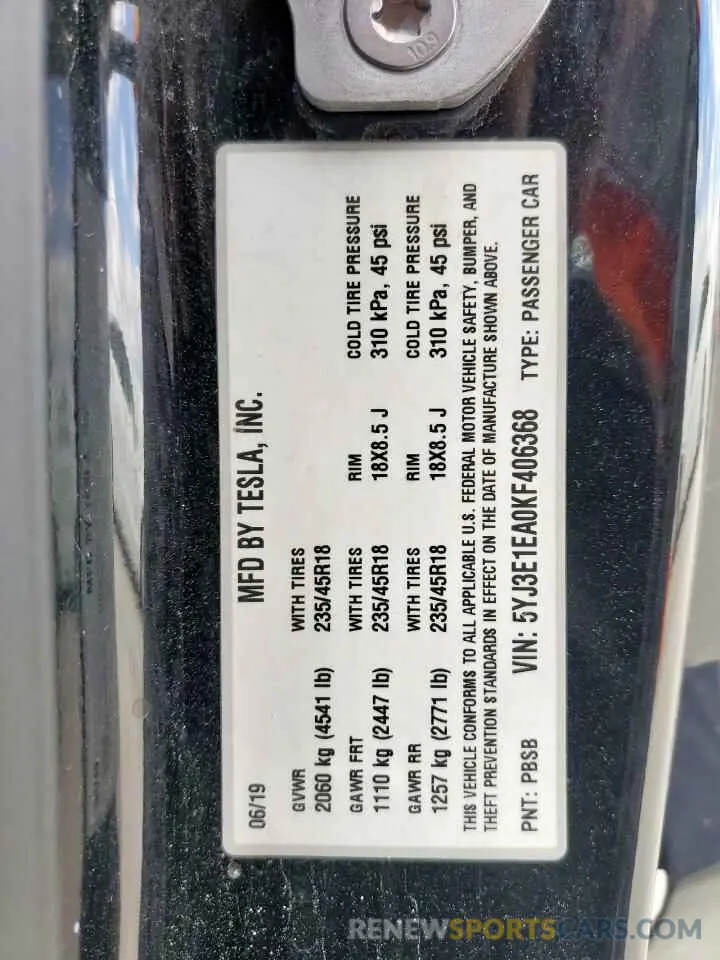 109
MFD BY TESLA, INC.
06/19
GVWR WITH TIRES
2060 kg (4541 lb) 235/45R18
GAWR FRT WITH TIRES RIM COLD TIRE PRESSURE
1110 kg (2447 lb) 235/45R18 18X8.5 J 310 kPa, 45 psi
GAWR RR WITH TIRES RIM COLD TIRE PRESSURE
1257 kg (2771 lb) 235/45R18 18X8.5 J 310 kPa, 45 psi
THIS VEHICLE CONFORMS TO ALL APPLICABLE U.S. FEDERAL MOTOR VEHICLE SAFETY, BUMPER, AND
THEFT PREVENTION STANDARDS IN EFFECT ON THE DATE OF MANUFACTURE SHOWN ABOVE.
PNT: PBSB VIN: 5YJ3E1EA0KF406368 TYPE: PASSENGER CAR
RENEWSPORTSCARS.COM